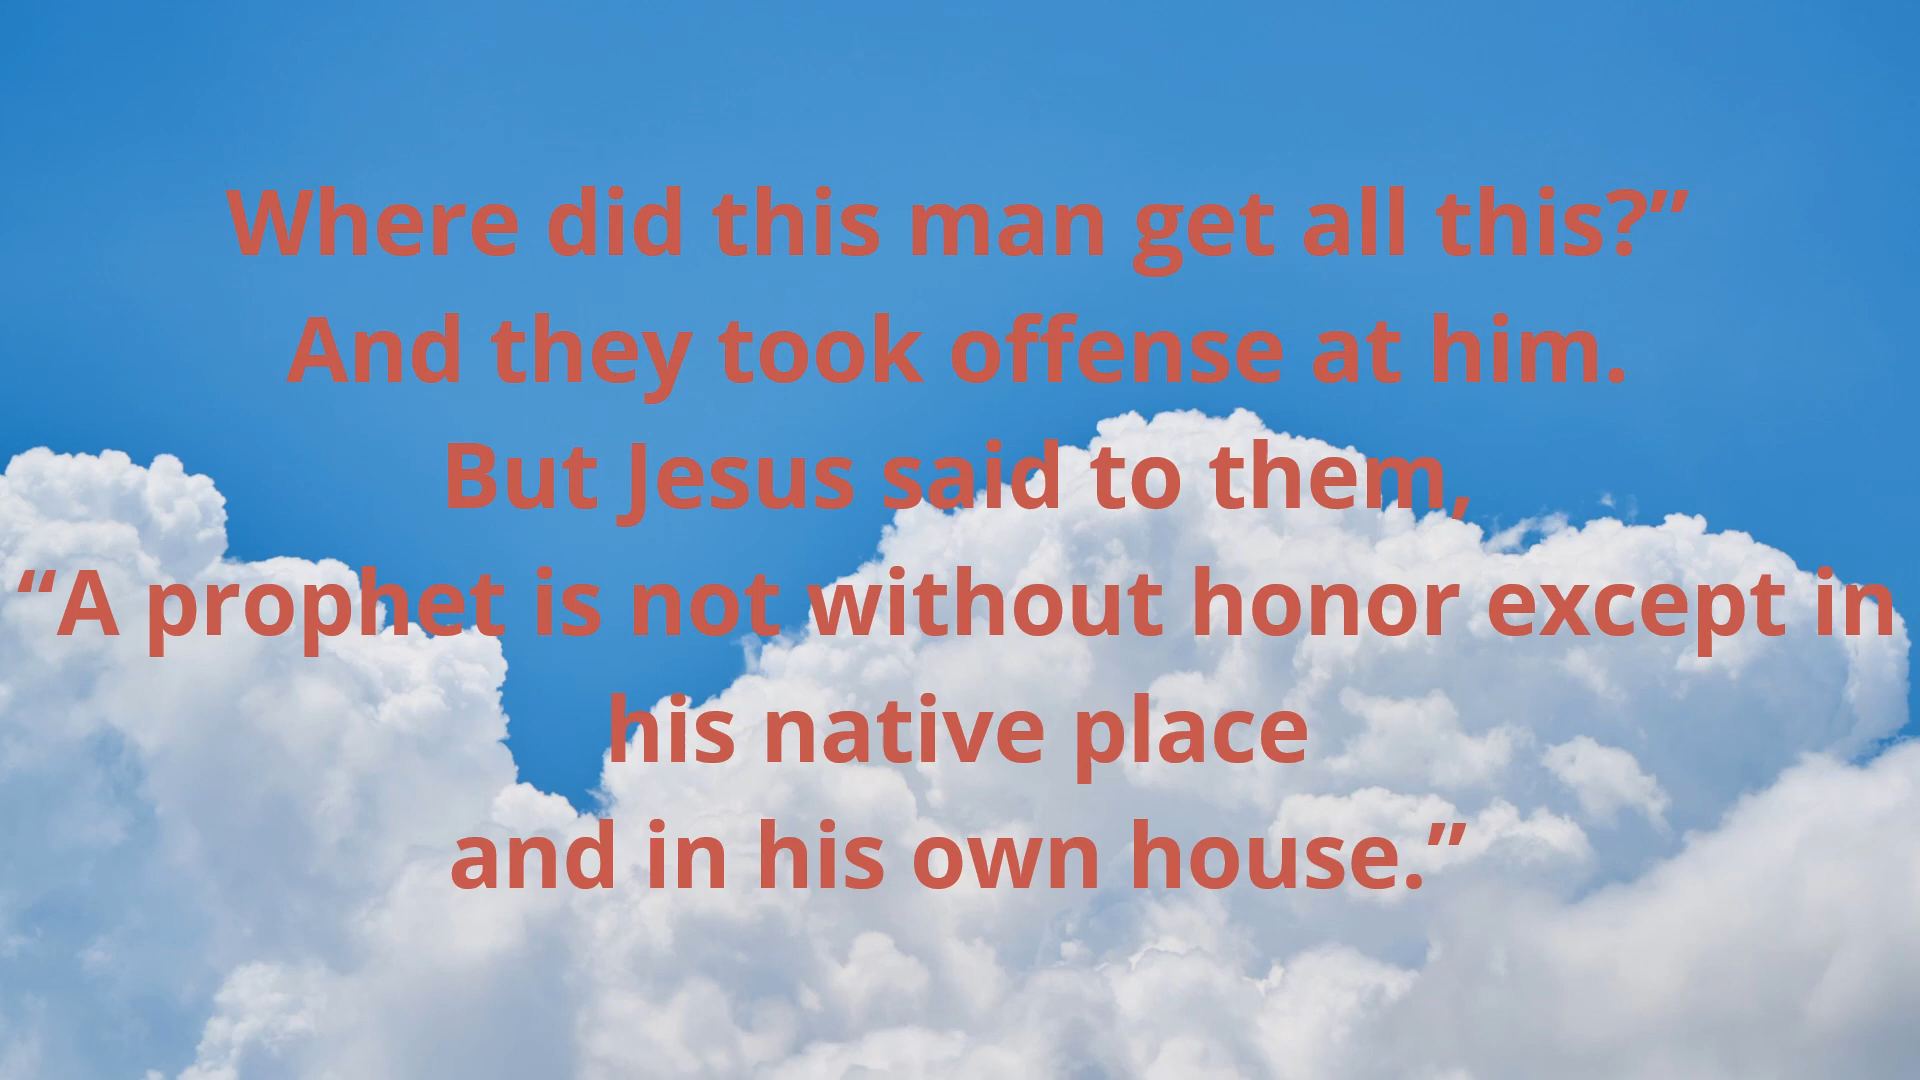 Where did this man get all this?”
And they took offense at him.
But Jesus said to them,
“A prophet is not without honor except in
his native place
and in his own house.”